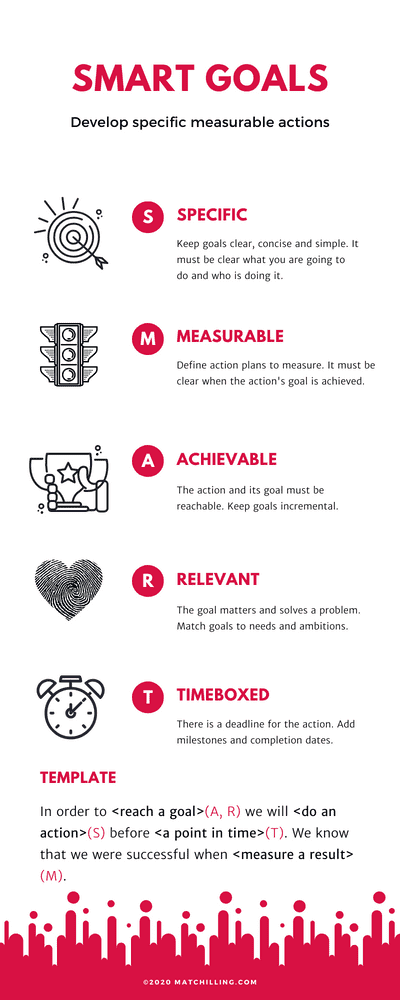 SMART GOALS
Develop specific measurable actions
S
SPECIFIC
Keep goals clear, concise and simple. It
must be clear what you are going to
do and who is doing it.
M
MEASURABLE
Define action plans to measure. It must be
clear when the action's goal is achieved.
A
ACHIEVABLE
The action and its goal must be
reachable. Keep goals incremental.
R
RELEVANT
The goal matters and solves a problem.
Match goals to needs and ambitions.
T
TIMEBOXED
There is a deadline for the action. Add
milestones and completion dates.
TEMPLATE
In order to <reach a goal>(A, R) we will <do an
action>(S) before <a point in time>(T). We know
that we were successful when <measure a result>
(M).
©2020 MATCHILLING.COM